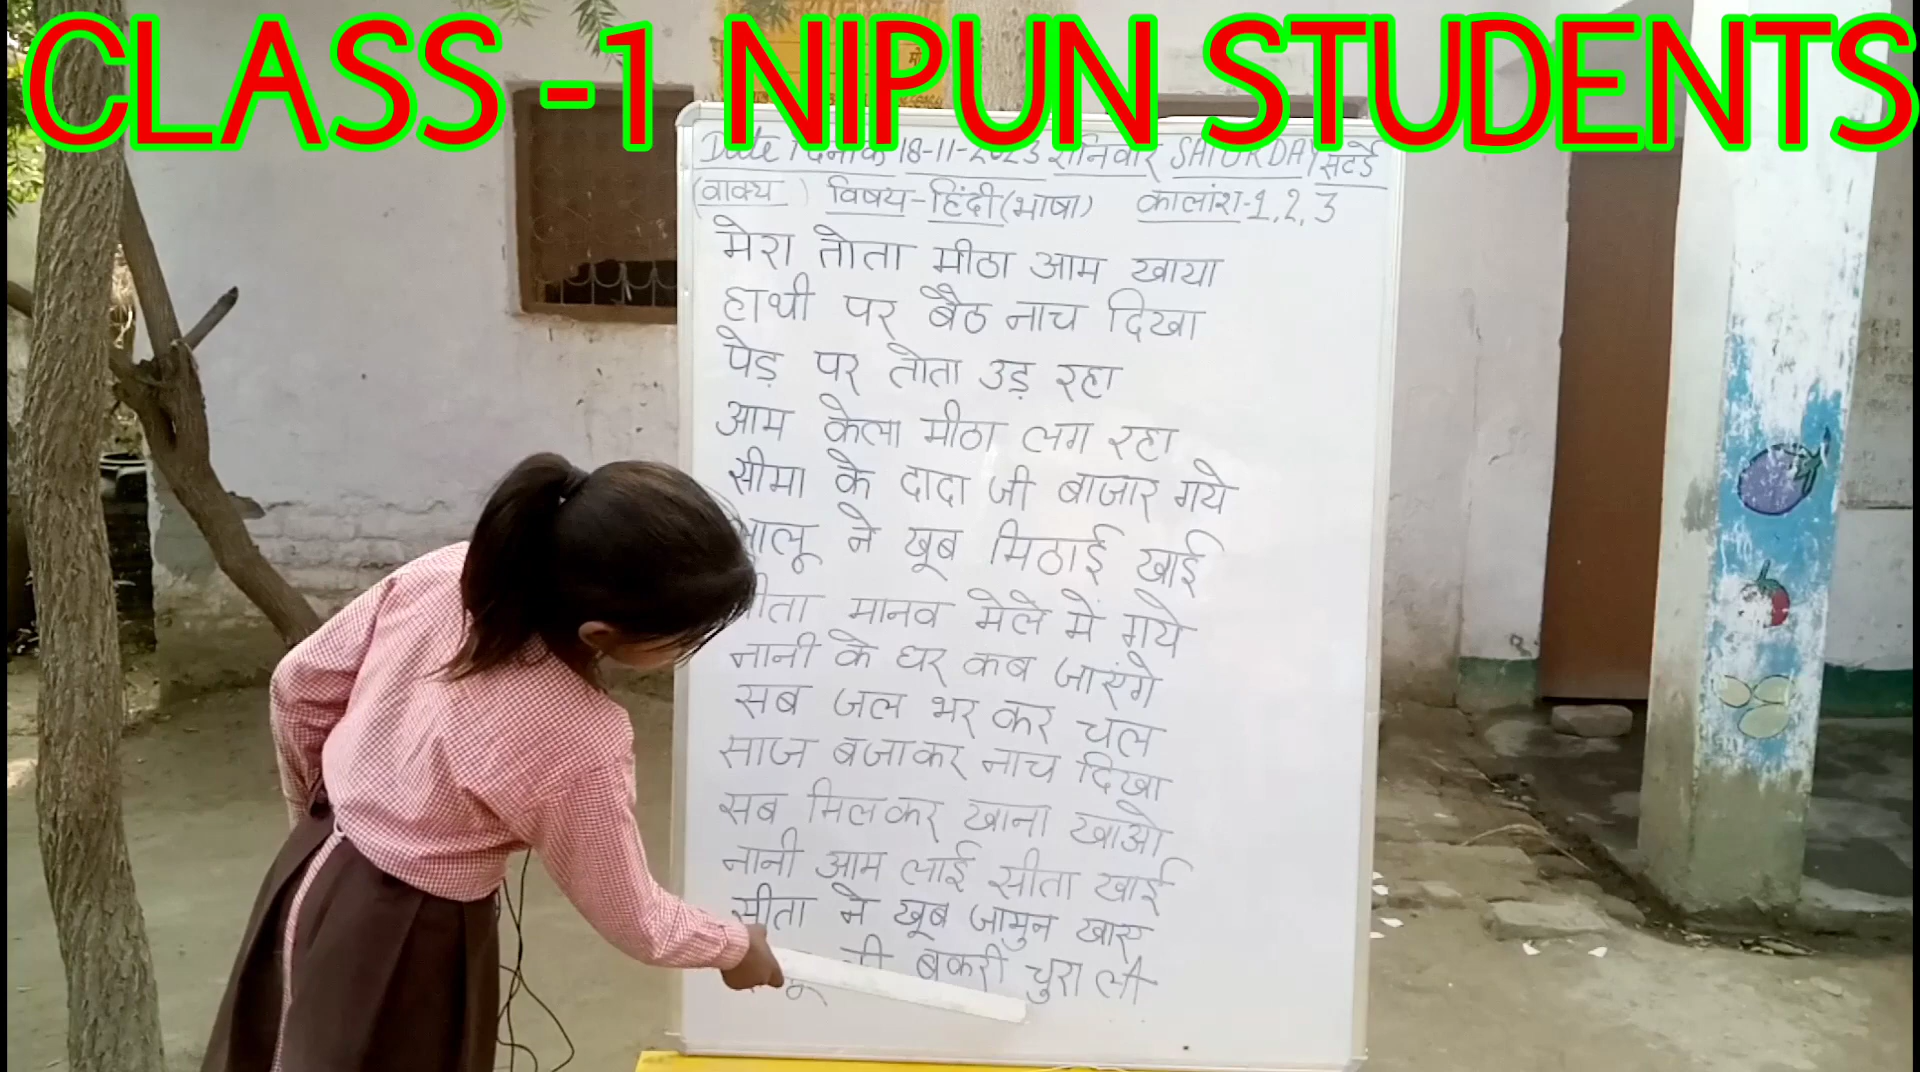 CLASS -1 NIPUN STUDENTS
Date / दिनांक 18-11-2023 शनिवार SATURDAY सटर्डे
(वाक्य) विषय-हिंदी(भाषा) कालांश-1,2,3
मेरा तोता मीठा आम खाया
हाथी पर बैठ नाच दिखा
पेड़ पर तोता उड़ रहा
आम केला मीठा लग रहा
सीमा के दादा जी बाजार गये
ने खूब मिठाई खाई
मानव मेले में गये
नानी के घर कब जाएंगे
सब जल भर कर चल
साज बजाकर नाच दिखा
सब मिलकर खाना खाओ
नानी आम लाई सीता खाई
सीता ने खूब जामुन खाए
बकरी चुरा ली